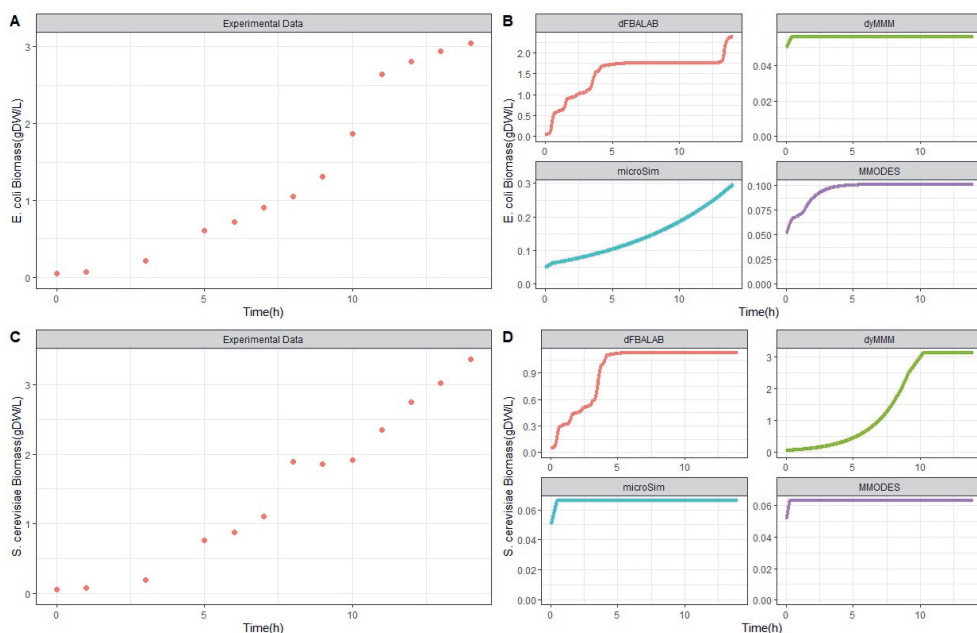 A
Experimental Data
E. coli Biomass(gDW/L)
3
2
1
0
0 5 10
Time(h)
B
dFBALAB
dyMMM
E. coli Biomass(gDW/L)
2.0
1.5
1.0
0.5
0.0
0 5 10
0.04
0.02
0.00
0 5 10
microSim
MMODES
0.3
0.2
0.1
0.0
0 5 10
0.100
0.075
0.050
0.025
0.000
0 5 10
Time(h)
C
Experimental Data
S. cerevisiae Biomass(gDW/L)
3
2
1
0
0 5 10
Time(h)
D
dFBALAB
dyMMM
S. cerevisiae Biomass(gDW/L)
0.9
0.6
0.3
0.0
0 5 10
3
2
1
0
0 5 10
microSim
MMODES
0.06
0.04
0.02
0.00
0 5 10
0.06
0.04
0.02
0.00
0 5 10
Time(h)